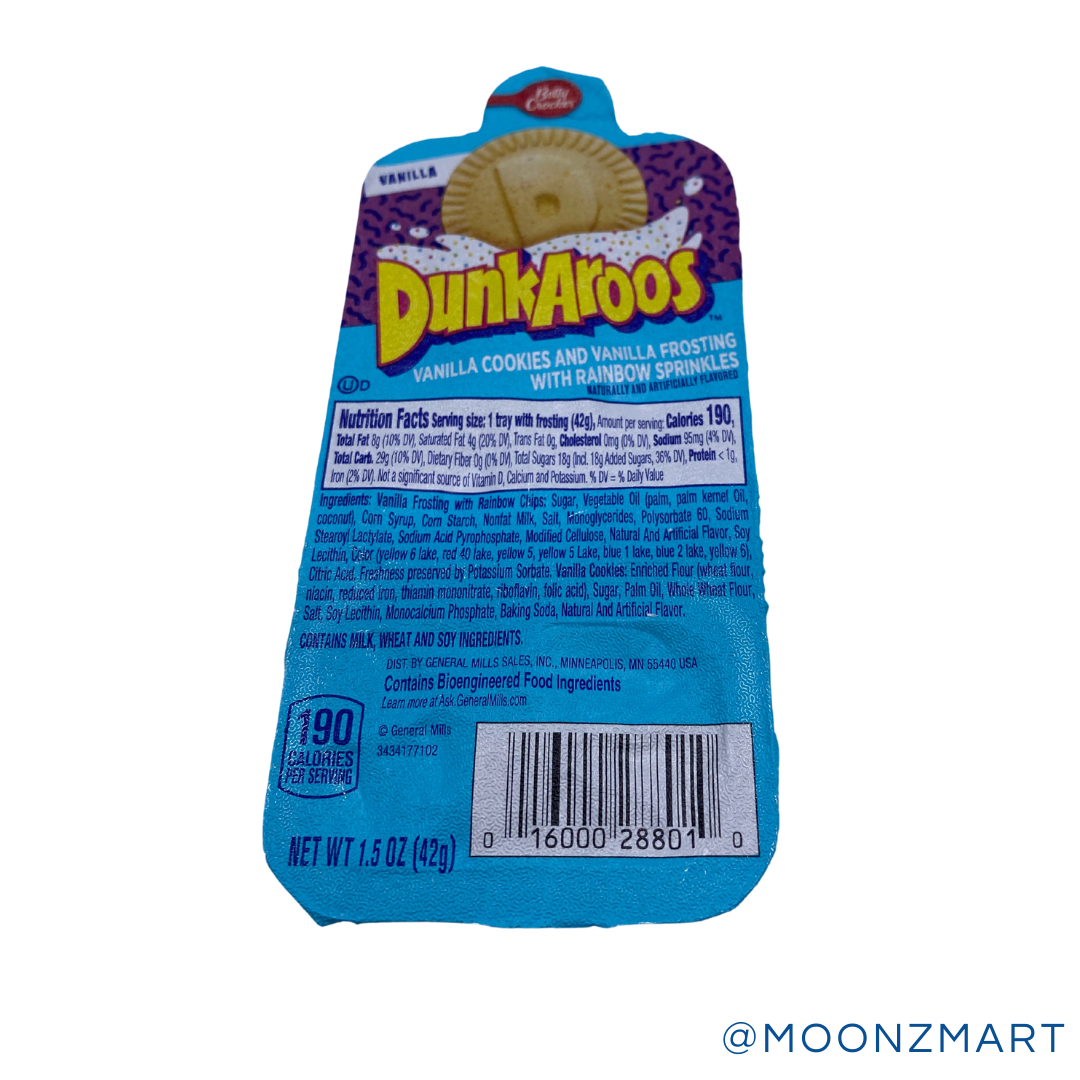 Betty
Crocker
VANILLA
DunkAroos™
VANILLA COOKIES AND VANILLA FROSTING
WITH RAINBOW SPRINKLES
NATURALLY AND ARTIFICIALLY FLAVORED
Ⓤ D
Nutrition Facts Serving size: 1 tray with frosting (42g), Amount per serving: Calories 190,
Total Fat 8g (10% DV), Saturated Fat 4g (20% DV), Trans Fat 0g, Cholesterol 0mg (0% DV), Sodium 95mg (4% DV),
Total Carb. 29g (10% DV), Dietary Fiber 0g (0% DV), Total Sugars 18g (Incl. 18g Added Sugars, 36% DV), Protein < 1g,
Iron (2% DV). Not a significant source of Vitamin D, Calcium and Potassium. % DV = % Daily Value
Ingredients: Vanilla Frosting with Rainbow Chips: Sugar, Vegetable Oil (palm, palm kernel Oil,
coconut), Corn Syrup, Corn Starch, Nonfat Milk, Salt, Monoglycerides, Polysorbate 60, Sodium
Stearoyl Lactylate, Sodium Acid Pyrophosphate, Modified Cellulose, Natural And Artificial Flavor, Soy
Lecithin, Color (yellow 6 lake, red 40 lake, yellow 5, yellow 5 Lake, blue 1 lake, blue 2 lake, yellow 6),
Citric Acid. Freshness preserved by Potassium Sorbate. Vanilla Cookies: Enriched Flour (wheat flour,
niacin, reduced iron, thiamin mononitrate, riboflavin, folic acid), Sugar, Palm Oil, Whole Wheat Flour,
Salt, Soy Lecithin, Monocalcium Phosphate, Baking Soda, Natural And Artificial Flavor.
CONTAINS MILK, WHEAT AND SOY INGREDIENTS.
DIST. BY GENERAL MILLS SALES, INC., MINNEAPOLIS, MN 55440 USA
Contains Bioengineered Food Ingredients
Learn more at Ask.GeneralMills.com
190
CALORIES
PER SERVING
© General Mills
3434177102
NET WT 1.5 OZ (42g)
0 16000 28801 0
@MOONZMART